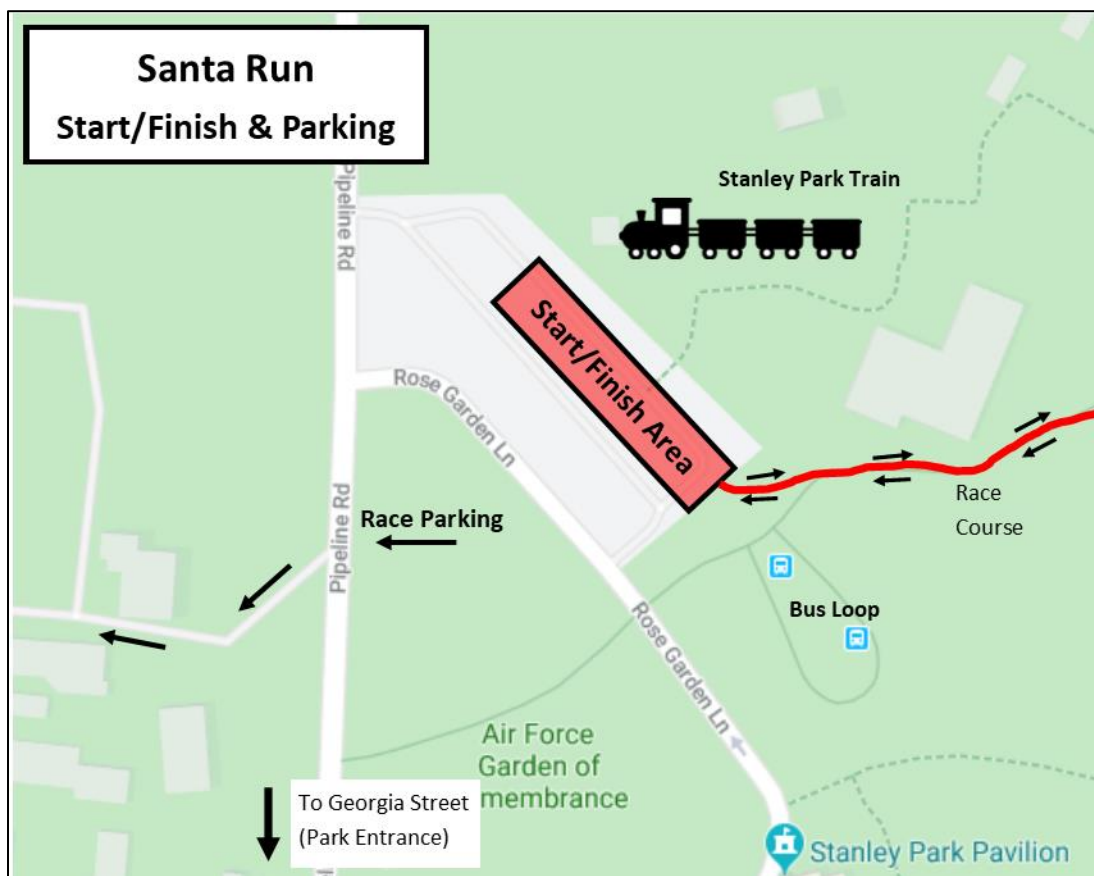 Santa Run
Start/Finish & Parking
Pipeline Rd
Stanley Park Train
Start/Finish Area
Rose Garden Ln
Race Parking
Pipeline Rd
Race
Course
Bus Loop
Rose Garden Ln
Air Force
Garden of
membrance
To Georgia Street
(Park Entrance)
Stanley Park Pavilion